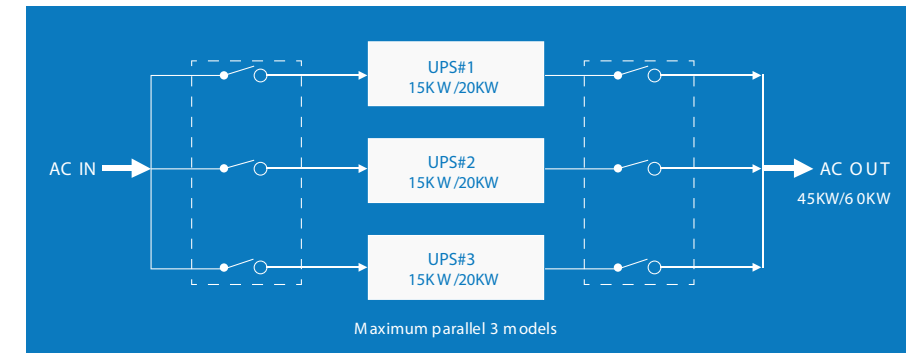 UPS#1
15KW/20KW
AC IN
UPS#2
15KW/20KW
AC OUT
45KW/60KW
UPS#3
15KW/20KW
Maximum parallel 3 models